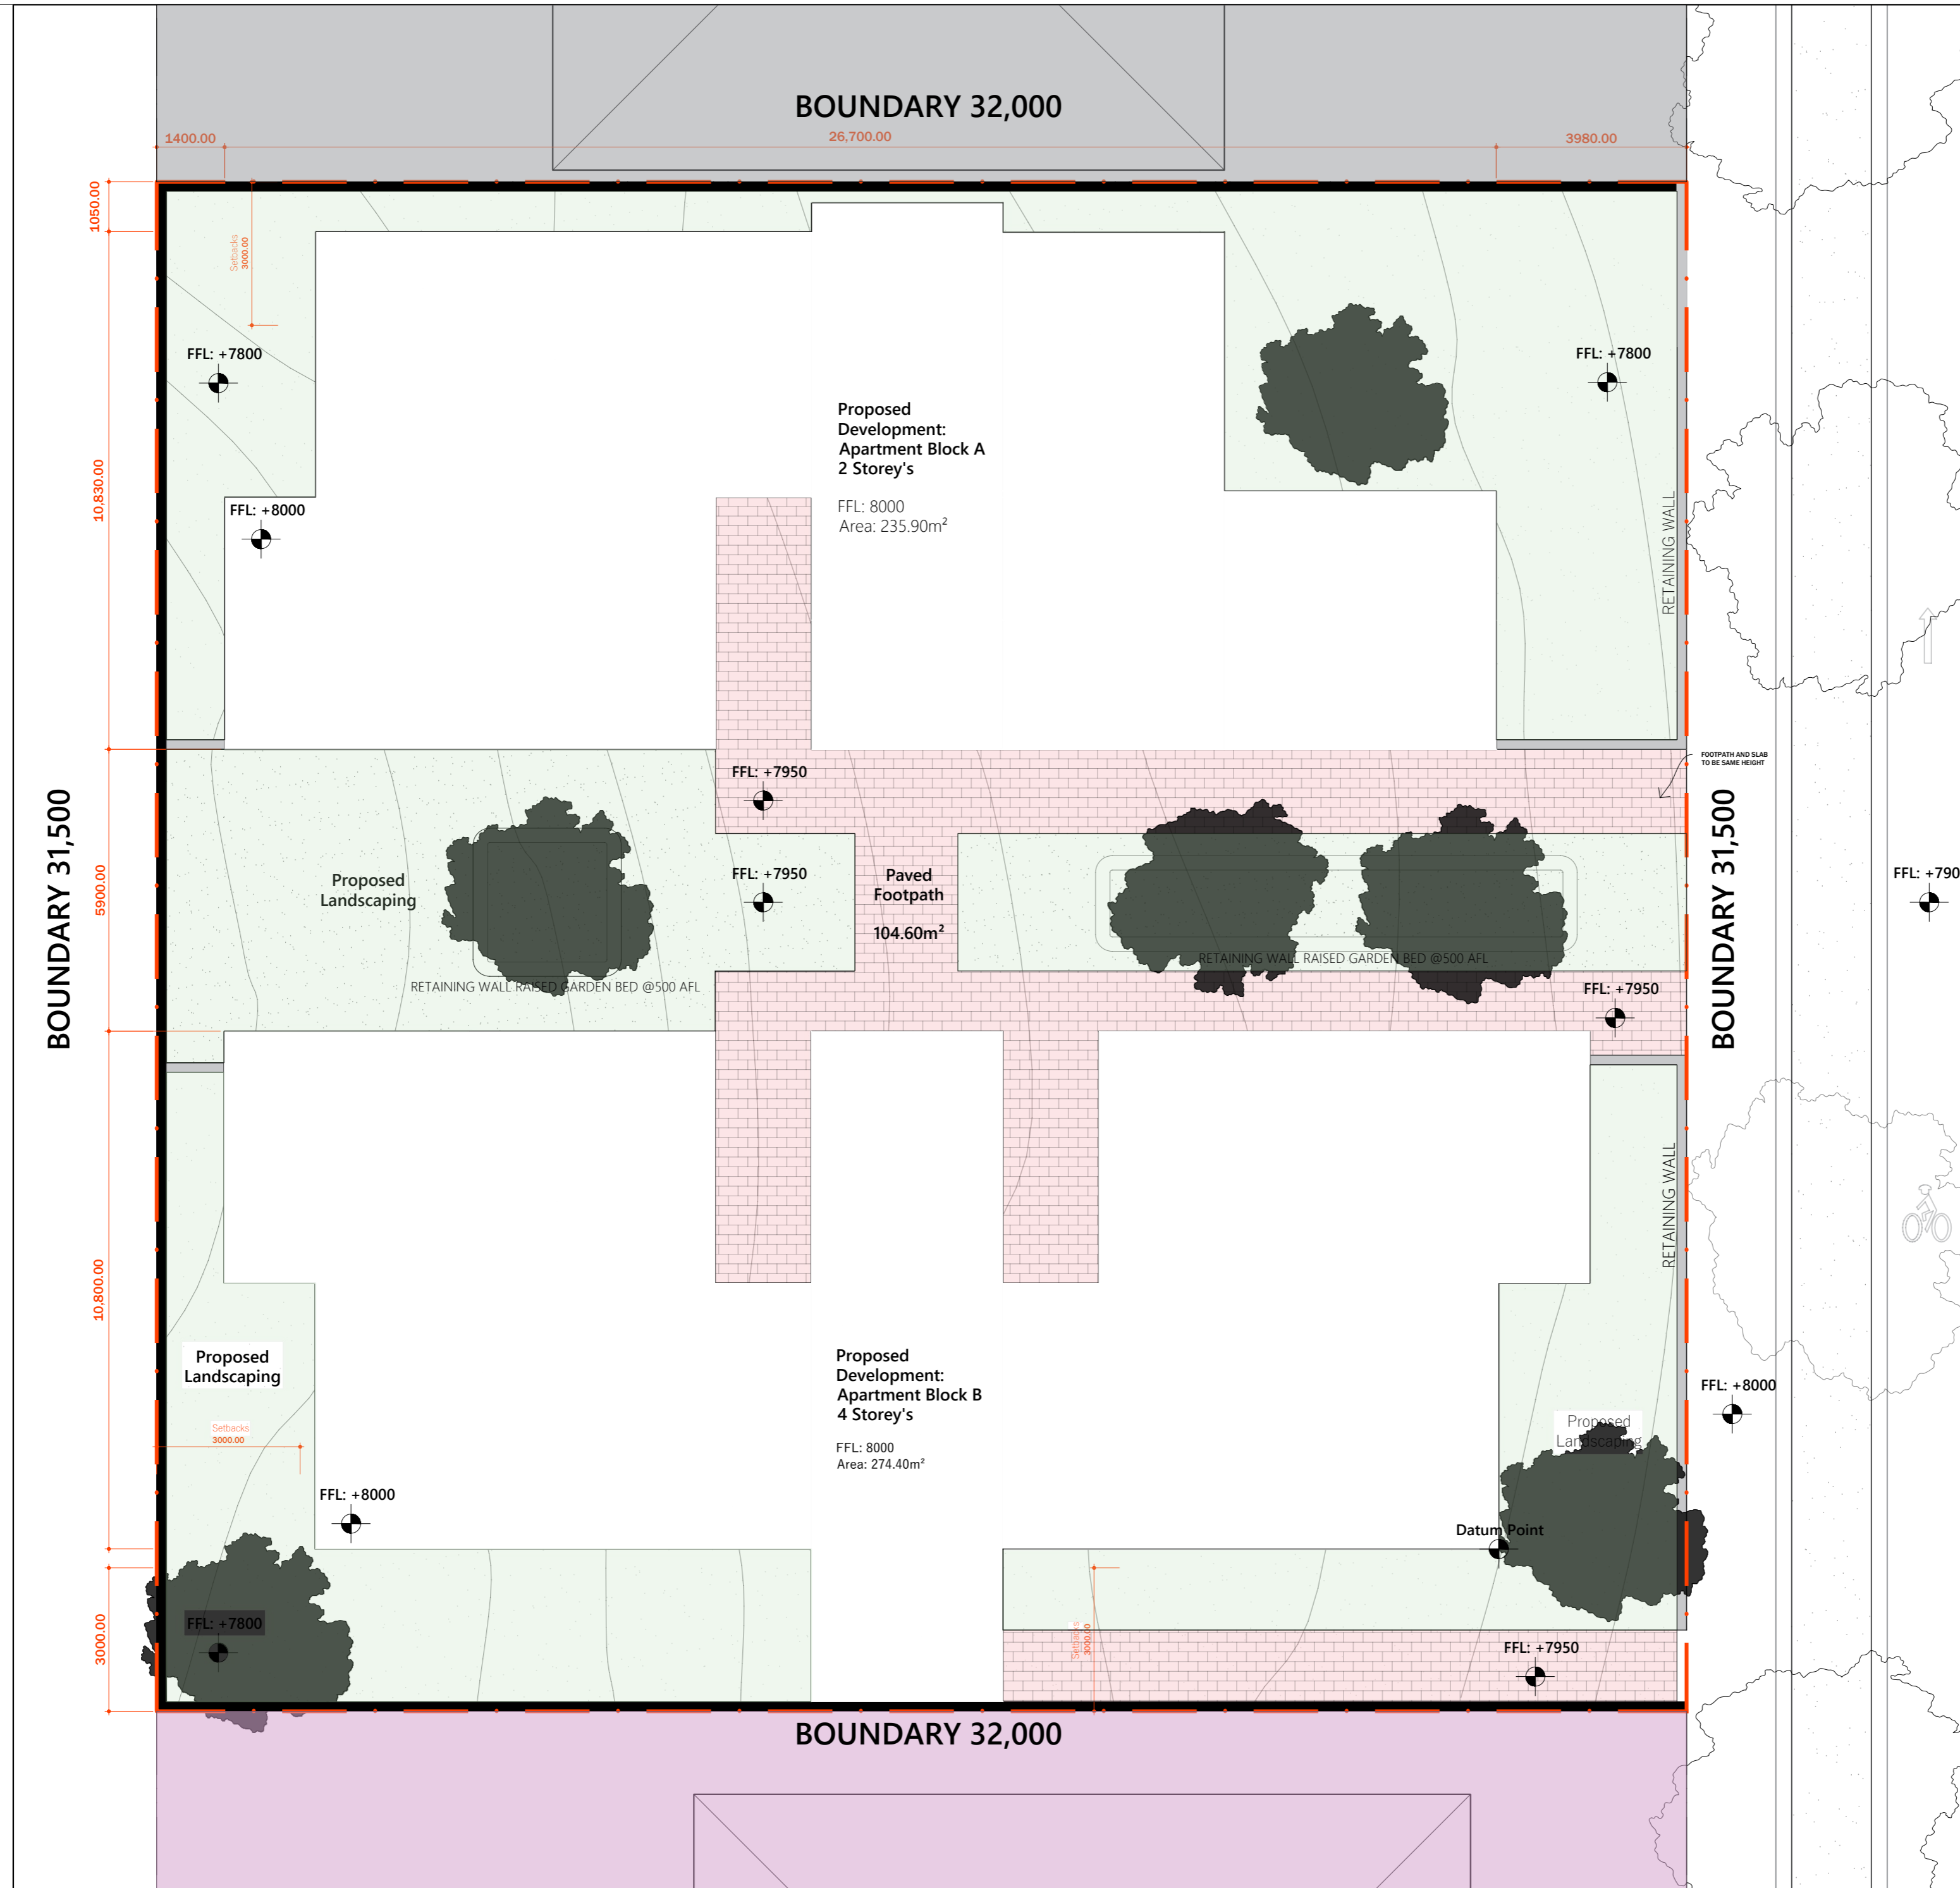 BOUNDARY 32,000
1400.00
26,700.00
3980.00
1050.00
Setbacks
3000.00
FFL: +7800
FFL: +7800
Proposed
Development:
Apartment Block A
2 Storey's
FFL: 8000
Area: 235.90m²
10,830.00
FFL: +8000
RETAINING WALL
FOOTPATH AND SLAB
TO BE SAME HEIGHT
FFL: +7950
BOUNDARY 31,500
5900.00
Proposed
Landscaping
FFL: +7950
Paved
Footpath
104.60m²
BOUNDARY 31,500
FFL: +790
RETAINING WALL RAISED GARDEN BED @500 AFL
RETAINING WALL RAISED GARDEN BED @500 AFL
FFL: +7950
RETAINING WALL
10,800.00
Proposed
Landscaping
Proposed
Development:
Apartment Block B
4 Storey's
FFL: 8000
Area: 274.40m²
FFL: +8000
Proposed
Landscaping
Setbacks
3000.00
FFL: +8000
Datum Point
3000.00
FFL: +7800
Setbacks
3000.00
FFL: +7950
BOUNDARY 32,000